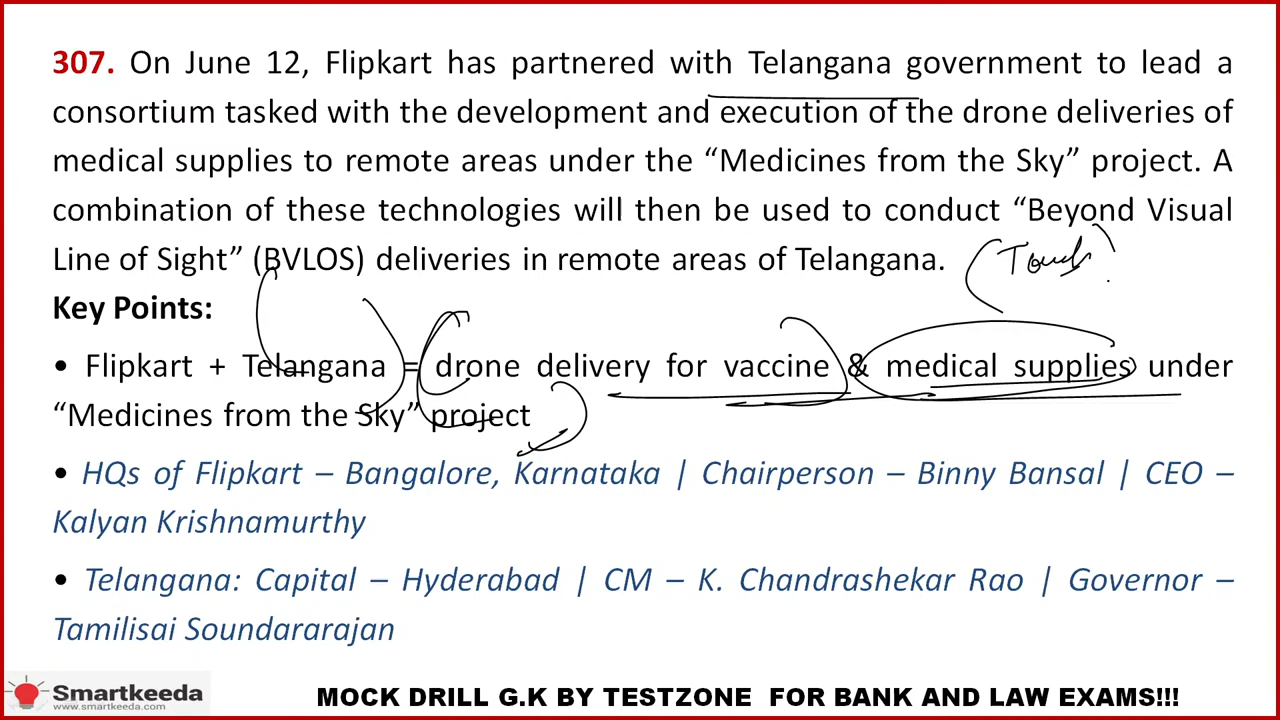 307. On June 12, Flipkart has partnered with Telangana government to lead a
consortium tasked with the development and execution of the drone deliveries of
medical supplies to remote areas under the “Medicines from the Sky” project. A
combination of these technologies will then be used to conduct “Beyond Visual
Line of Sight” (BVLOS) deliveries in remote areas of Telangana.
Key Points:
• Flipkart + Telangana = drone delivery for vaccine & medical supplies under
“Medicines from the Sky” project
• HQs of Flipkart – Bangalore, Karnataka | Chairperson – Binny Bansal | CEO –
Kalyan Krishnamurthy
• Telangana: Capital – Hyderabad | CM – K. Chandrashekar Rao | Governor –
Tamilisai Soundararajan
Smartkeeda
www.smartkeeda.com
MOCK DRILL G.K BY TESTZONE FOR BANK AND LAW EXAMS!!!